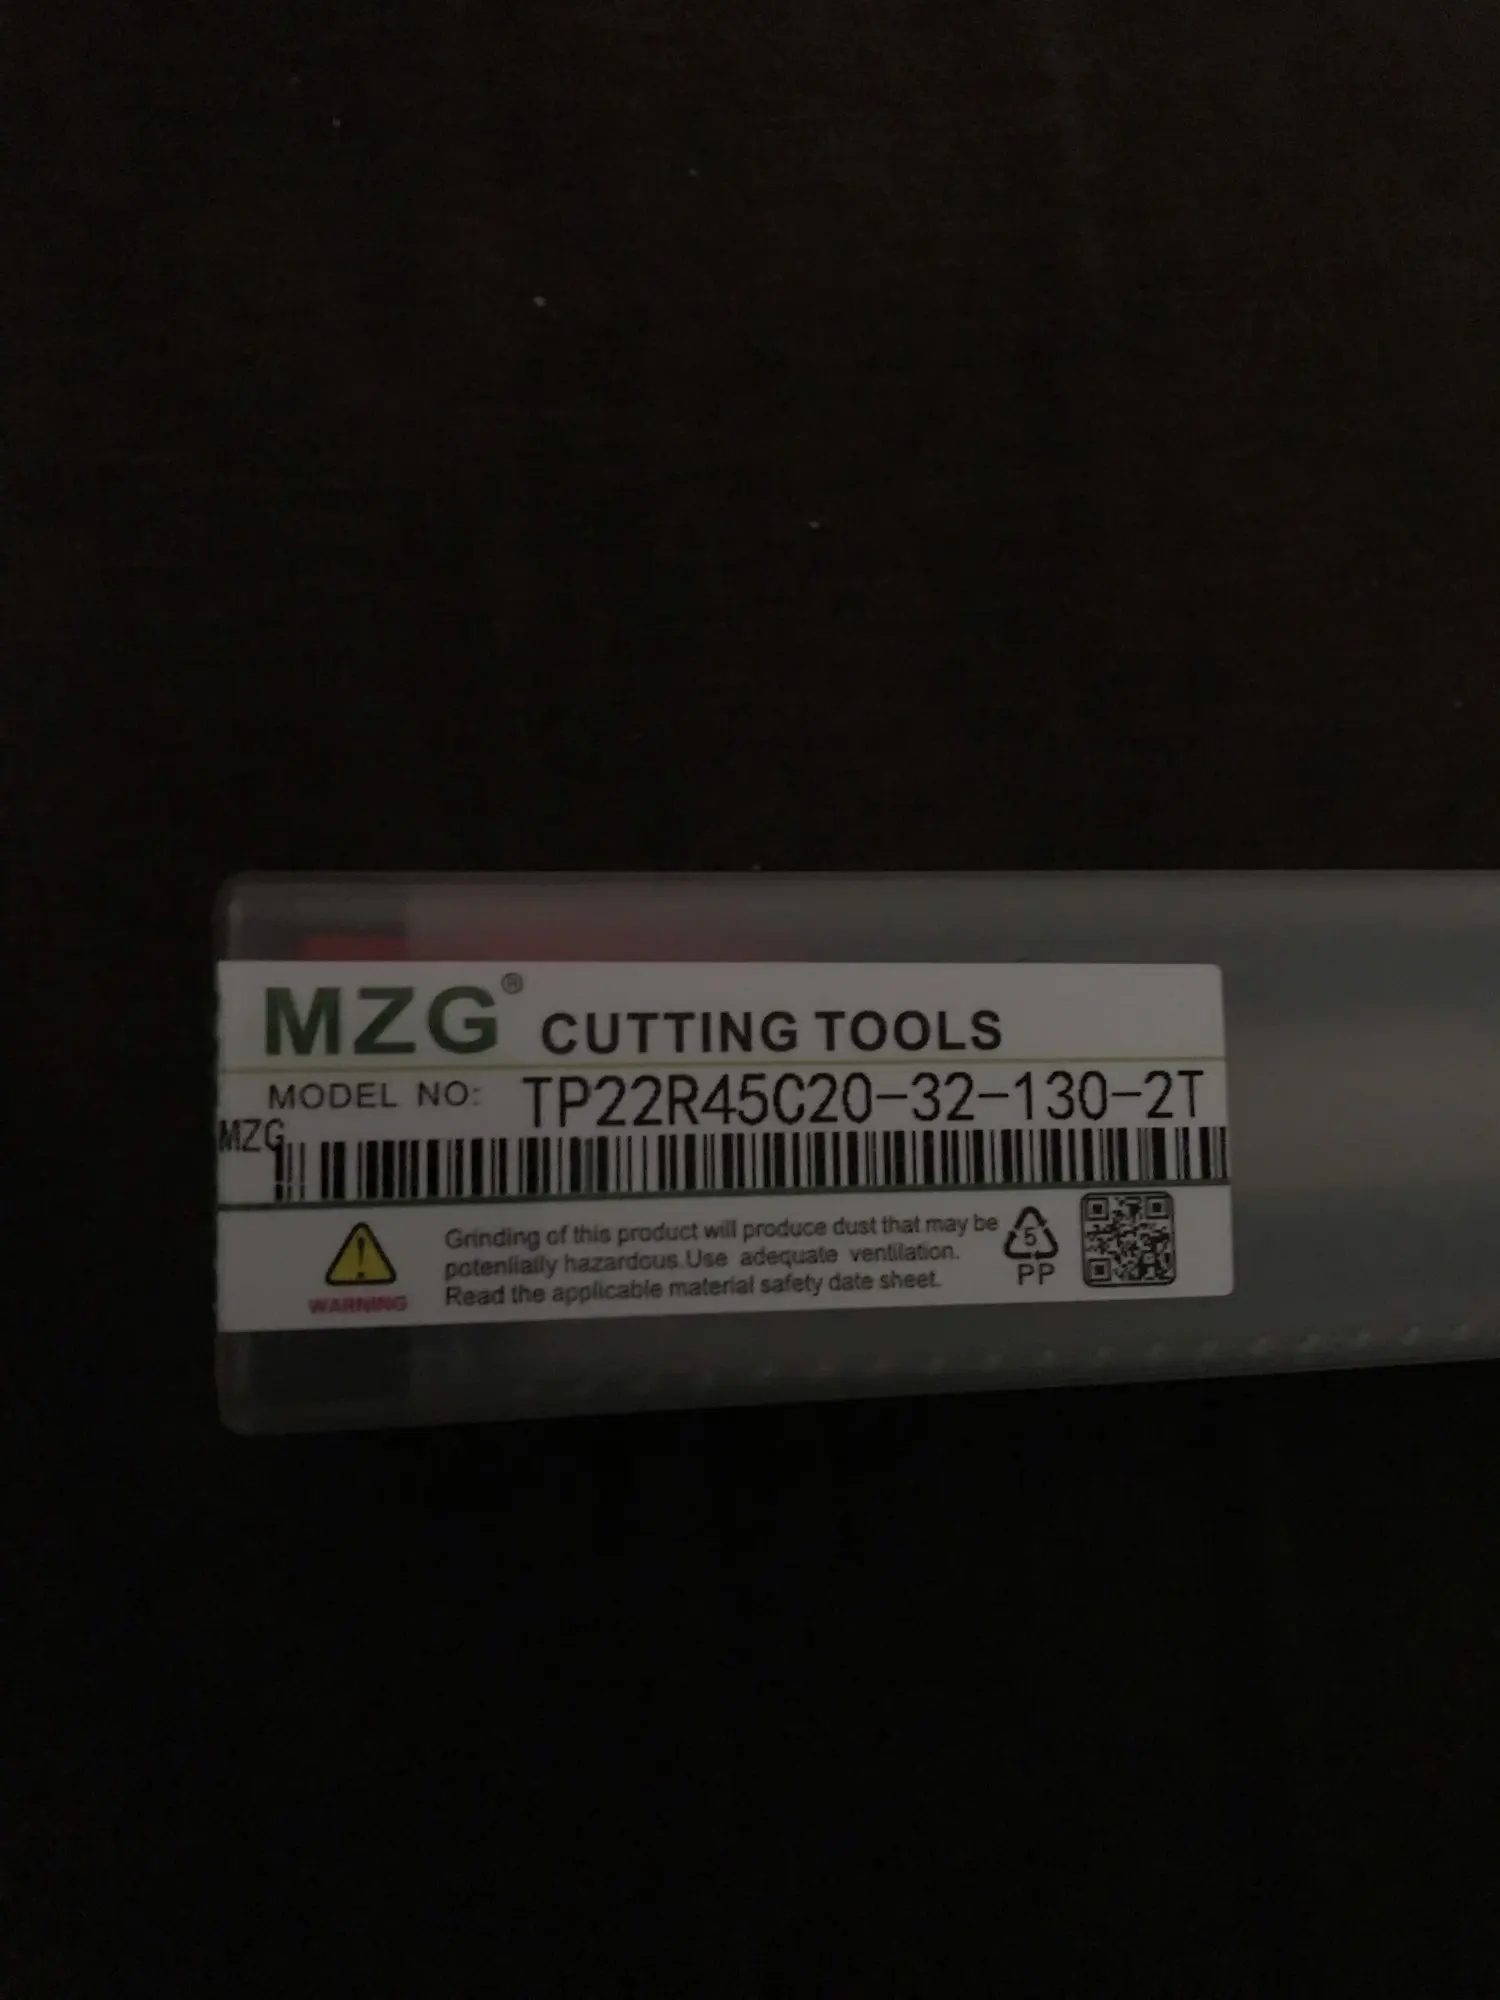 MZG® CUTTING TOOLS
MODEL NO: TP22R45C20-32-130-2T
MZG
Grinding of this product will produce dust that may be
potenlially hazardous.Use adequate ventilation.
Read the applicable material safety date sheet.
WARNING
5
PP